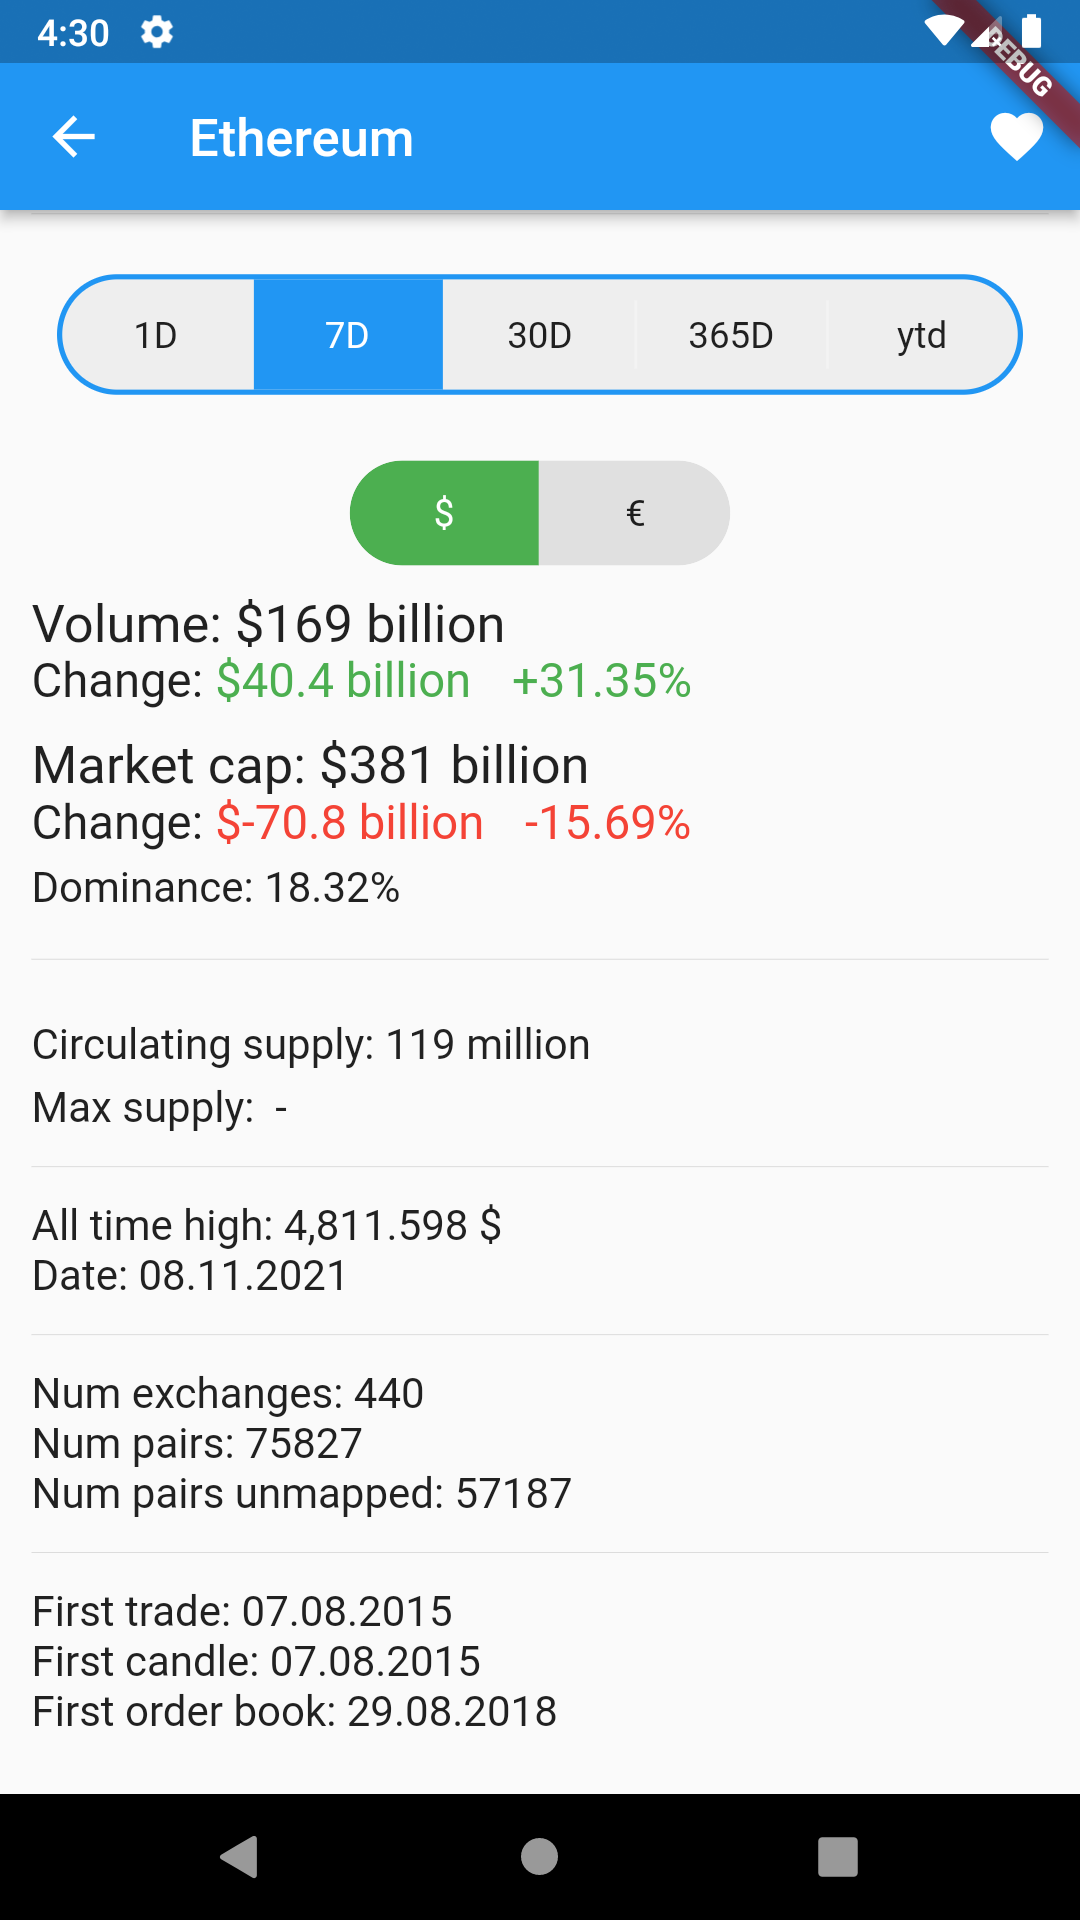 4:30
DEBUG
Ethereum
1D 7D 30D 365D ytd
$ €
Volume: $169 billion
Change: $40.4 billion +31.35%
Market cap: $381 billion
Change: $-70.8 billion -15.69%
Dominance: 18.32%
Circulating supply: 119 million
Max supply: -
All time high: 4,811.598 $
Date: 08.11.2021
Num exchanges: 440
Num pairs: 75827
Num pairs unmapped: 57187
First trade: 07.08.2015
First candle: 07.08.2015
First order book: 29.08.2018